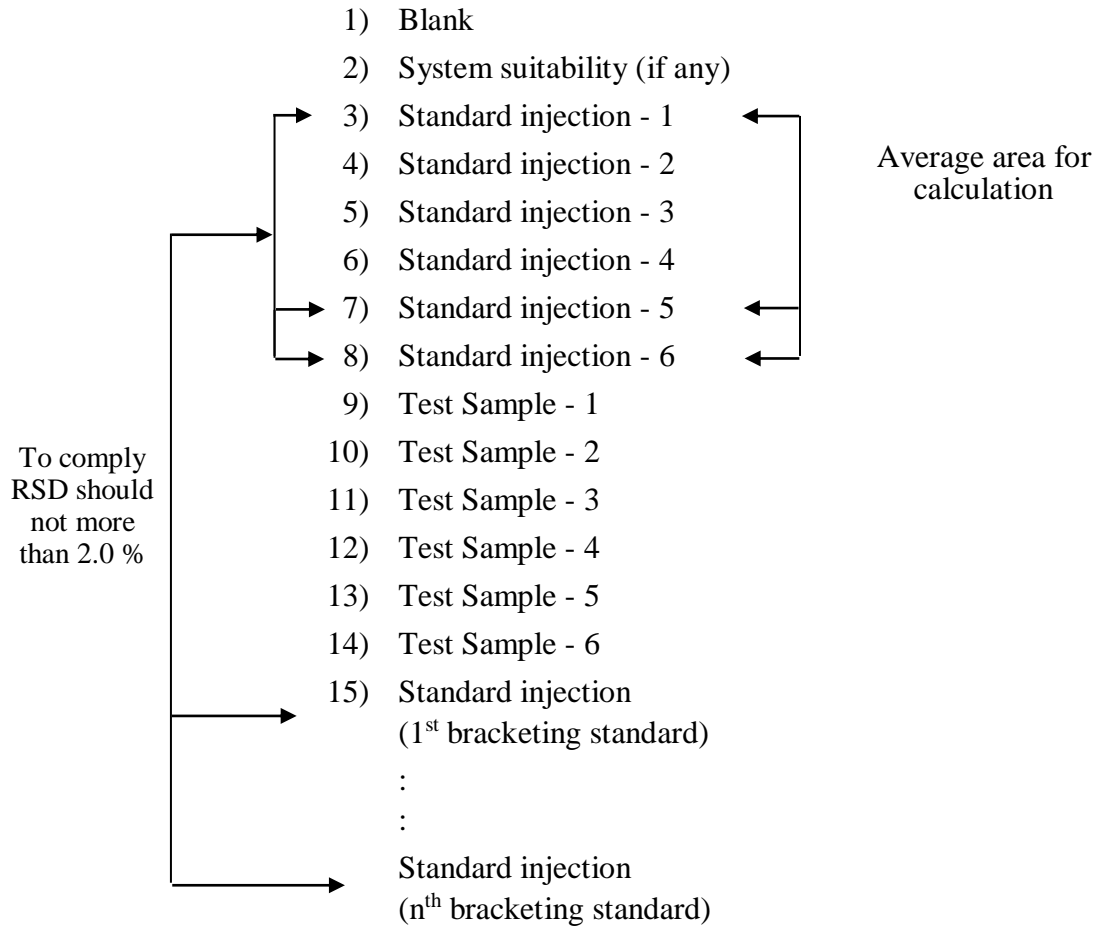 1) Blank
2) System suitability (if any)
3) Standard injection - 1
4) Standard injection - 2
5) Standard injection - 3
6) Standard injection - 4
7) Standard injection - 5
8) Standard injection - 6
9) Test Sample - 1
10) Test Sample - 2
11) Test Sample - 3
12) Test Sample - 4
13) Test Sample - 5
14) Test Sample - 6
15) Standard injection
(1st bracketing standard)
:
:
Standard injection
(nth bracketing standard)
Average area for
calculation
To comply
RSD should
not more
than 2.0 %